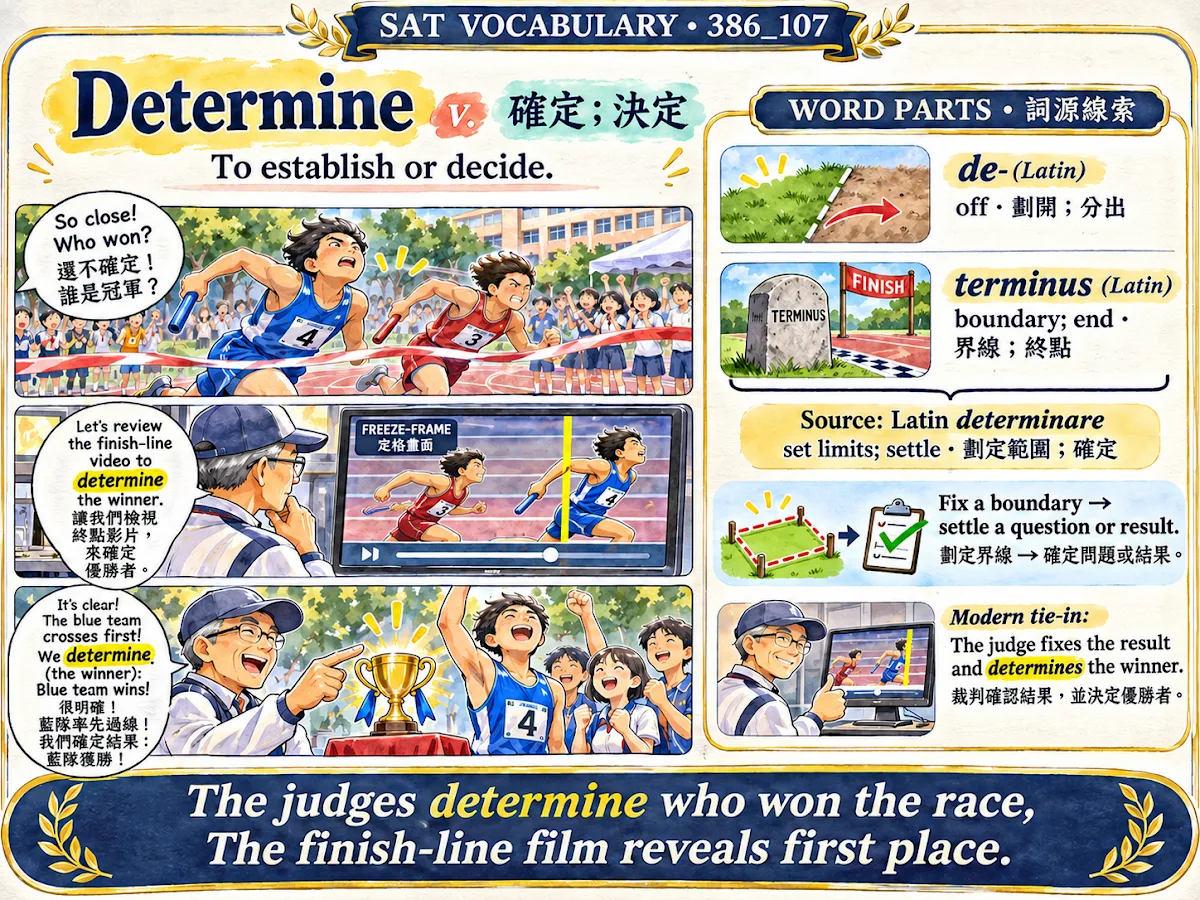 SAT VOCABULARY • 386_107
Determine v. 確定；決定
To establish or decide.
So close!
Who won?
還不確定！
誰是冠軍？
4
3
Let's review
the finish-line
video to
determine
the winner.
讓我們檢視
終點影片，
來確定
優勝者。
FREEZE-FRAME
定格畫面
3
4
It's clear!
The blue team
crosses first!
We determine
(the winner):
Blue team wins!
很明確！
藍隊率先過線！
我們確定結果：
藍隊獲勝！
4
WORD PARTS • 詞源線索
de- (Latin)
off · 劃開；分出
TERMINUS
FINISH
terminus (Latin)
boundary; end ·
界線；終點
Source: Latin determinare
set limits; settle · 劃定範圍；確定
Fix a boundary →
settle a question or result.
劃定界線 → 確定問題或結果。
Modern tie-in:
The judge fixes the result
and determines the winner.
裁判確認結果，並決定優勝者。
The judges determine who won the race,
The finish-line film reveals first place.